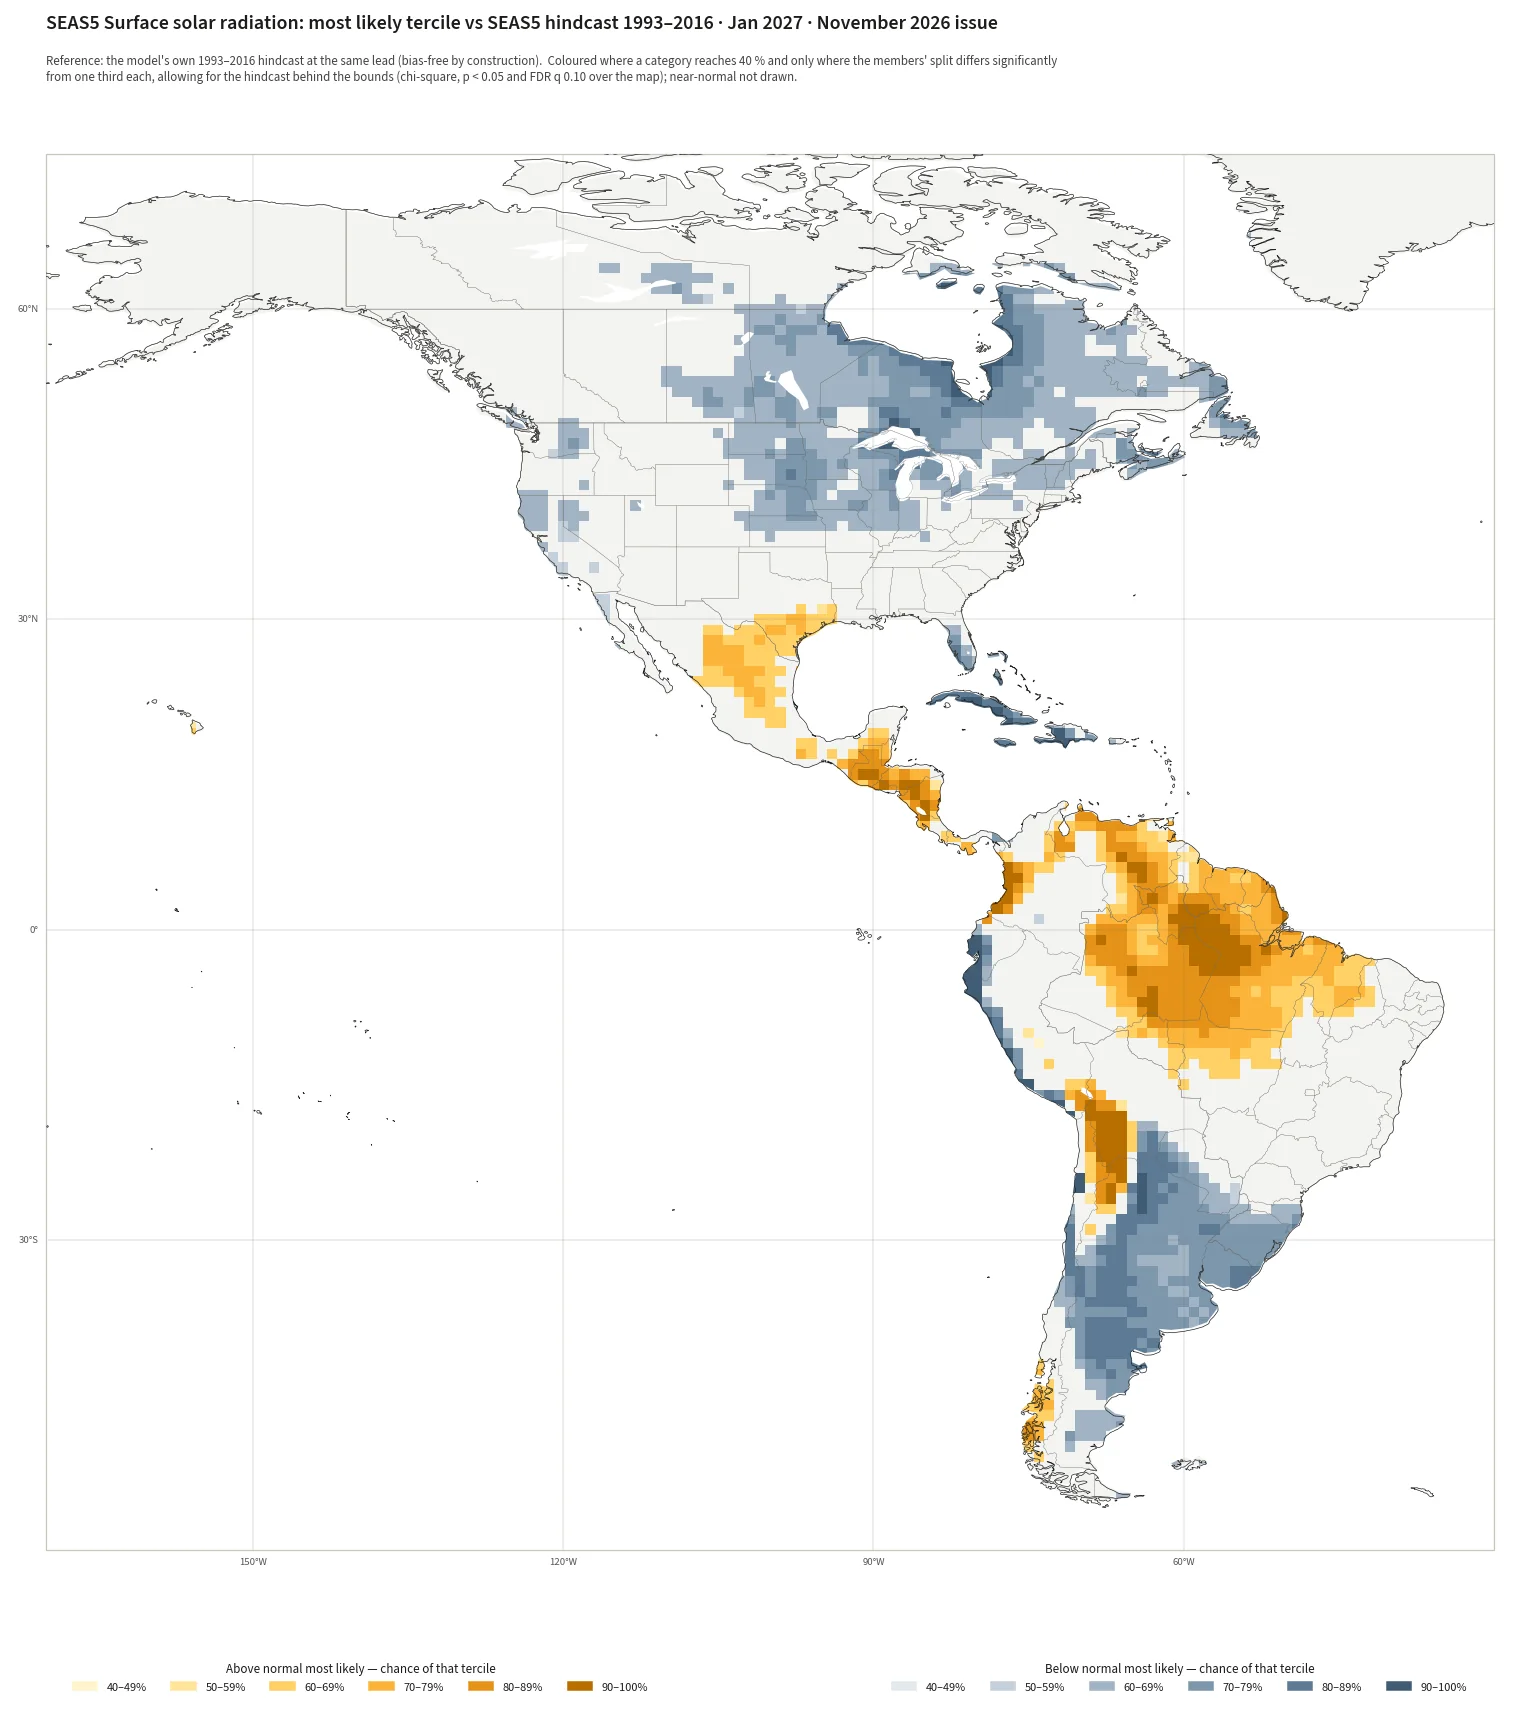 SEAS5 Surface solar radiation: most likely tercile vs SEAS5 hindcast 1993–2016 · Jan 2027 · November 2026 issue
Reference: the model's own 1993–2016 hindcast at the same lead (bias-free by construction). Coloured where a category reaches 40 % and only where the members' split differs significantly
from one third each, allowing for the hindcast behind the bounds (chi-square, p < 0.05 and FDR q 0.10 over the map); near-normal not drawn.
60°N
30°N
0°
30°S
150°W 120°W 90°W 60°W
Above normal most likely — chance of that tercile
40–49% 50–59% 60–69% 70–79% 80–89% 90–100%
Below normal most likely — chance of that tercile
40–49% 50–59% 60–69% 70–79% 80–89% 90–100%